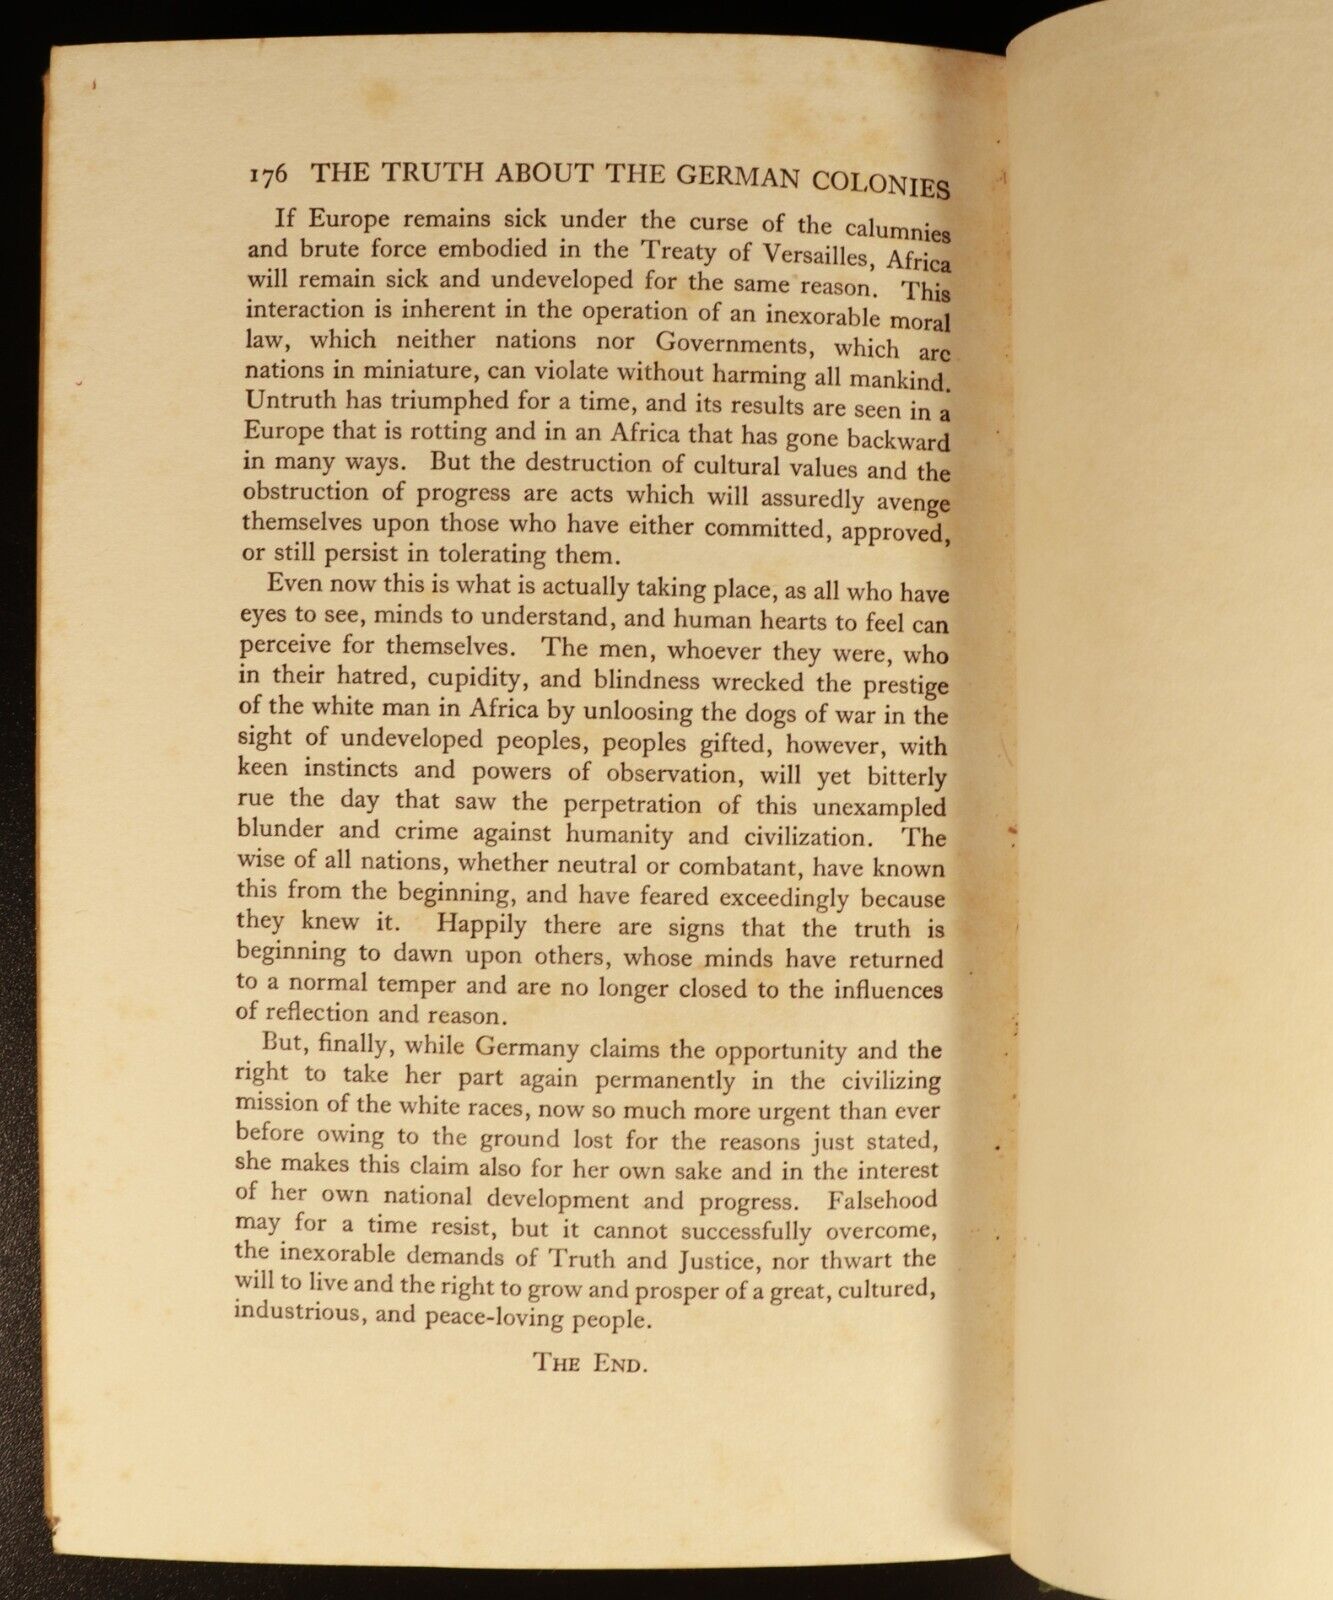 176 THE TRUTH ABOUT THE GERMAN COLONIES
If Europe remains sick under the curse of the calumnies
and brute force embodied in the Treaty of Versailles, Africa
will remain sick and undeveloped for the same reason. This
interaction is inherent in the operation of an inexorable moral
law, which neither nations nor Governments, which are
nations in miniature, can violate without harming all mankind.
Untruth has triumphed for a time, and its results are seen in a
Europe that is rotting and in an Africa that has gone backward
in many ways. But the destruction of cultural values and the
obstruction of progress are acts which will assuredly avenge
themselves upon those who have either committed, approved,
or still persist in tolerating them.
Even now this is what is actually taking place, as all who have
eyes to see, minds to understand, and human hearts to feel can
perceive for themselves. The men, whoever they were, who
in their hatred, cupidity, and blindness wrecked the prestige
of the white man in Africa by unloosing the dogs of war in the
sight of undeveloped peoples, peoples gifted, however, with
keen instincts and powers of observation, will yet bitterly
rue the day that saw the perpetration of this unexampled
blunder and crime against humanity and civilization. The
wise of all nations, whether neutral or combatant, have known
this from the beginning, and have feared exceedingly because
they knew it. Happily there are signs that the truth is
beginning to dawn upon others, whose minds have returned
to a normal temper and are no longer closed to the influences
of reflection and reason.
But, finally, while Germany claims the opportunity and the
right to take her part again permanently in the civilizing
mission of the white races, now so much more urgent than ever
before owing to the ground lost for the reasons just stated,
she makes this claim also for her own sake and in the interest
of her own national development and progress. Falsehood
may for a time resist, but it cannot successfully overcome,
the inexorable demands of Truth and Justice, nor thwart the
will to live and the right to grow and prosper of a great, cultured,
industrious, and peace-loving people.
THE END.